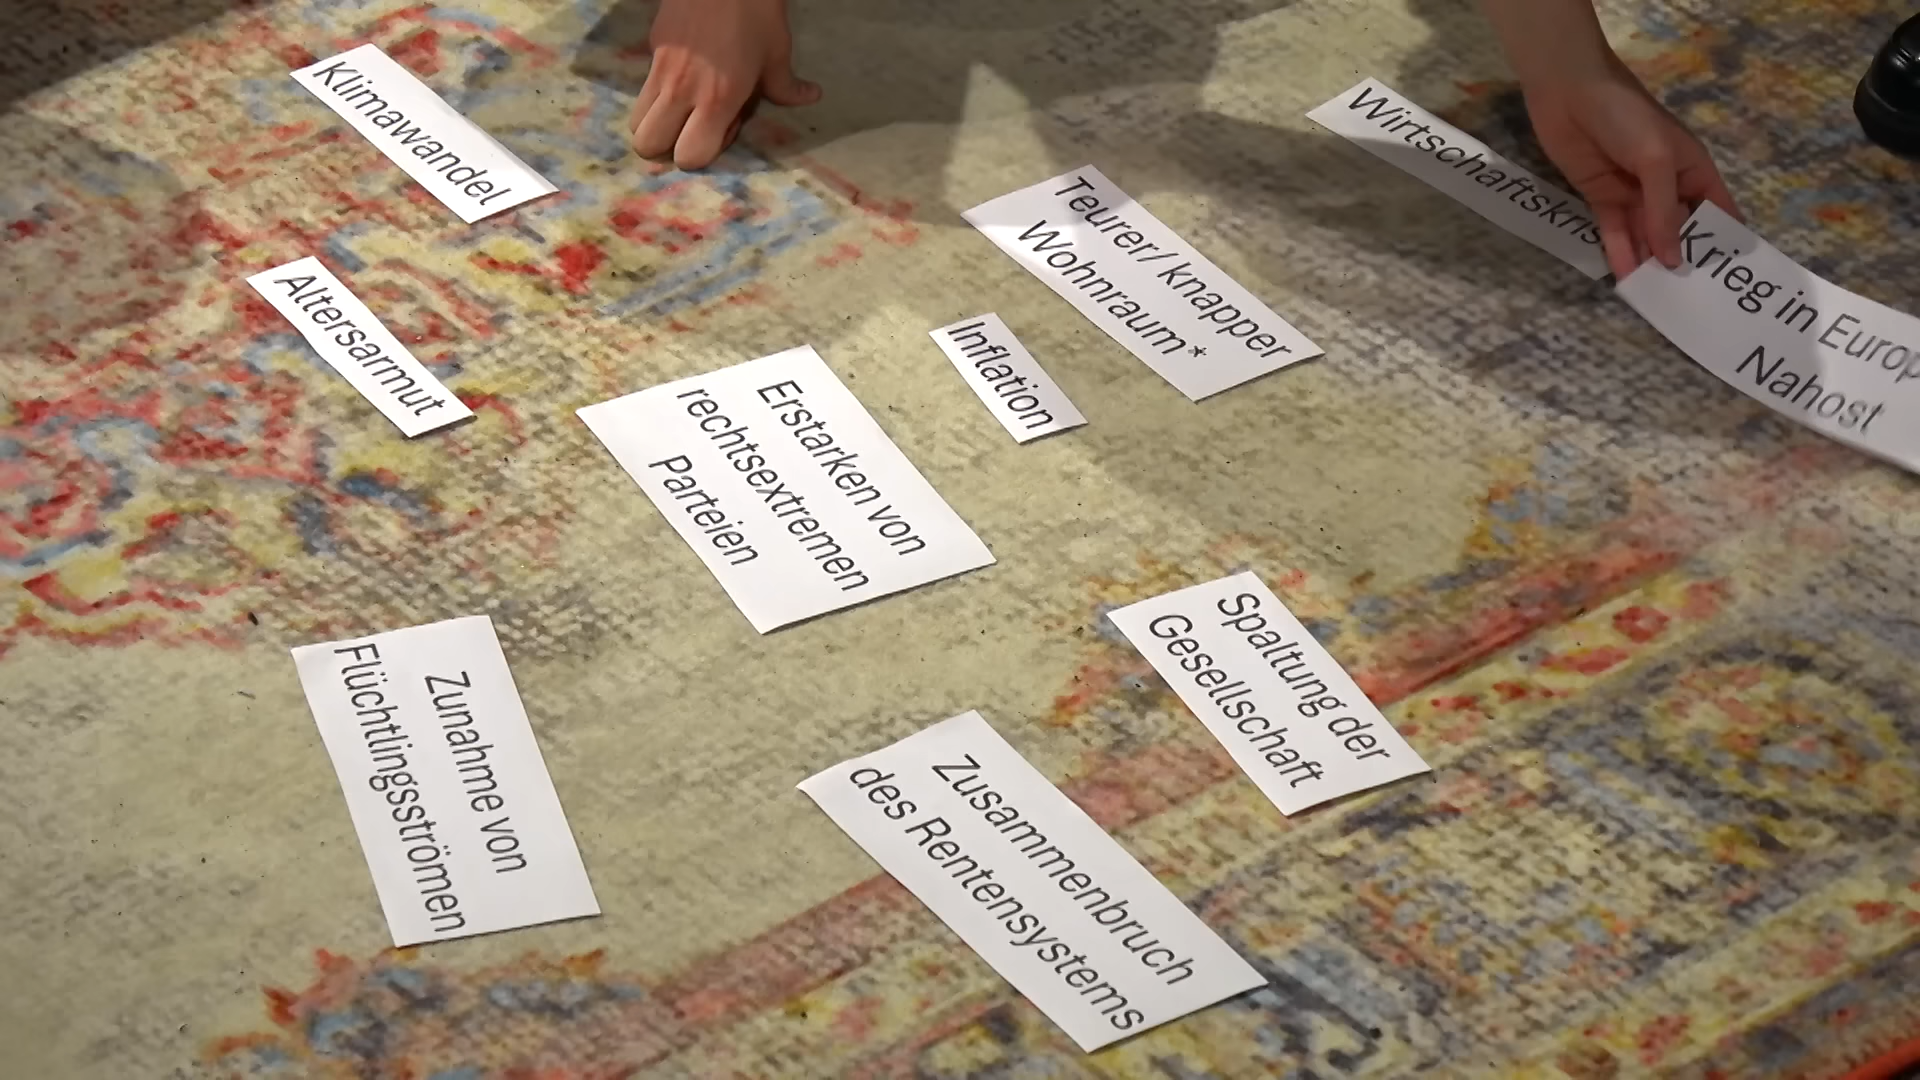 Klimawandel
Altersarmut
Teurer/ knapper
Wohnraum*
Wirtschaftskris
Krieg in Europ
Nahost
Inflation
Erstarken von
rechtsextremen
Parteien
Spaltung der
Gesellschaft
Zunahme von
Flüchtlingsströmen
Zusammenbruch
des Rentensystems